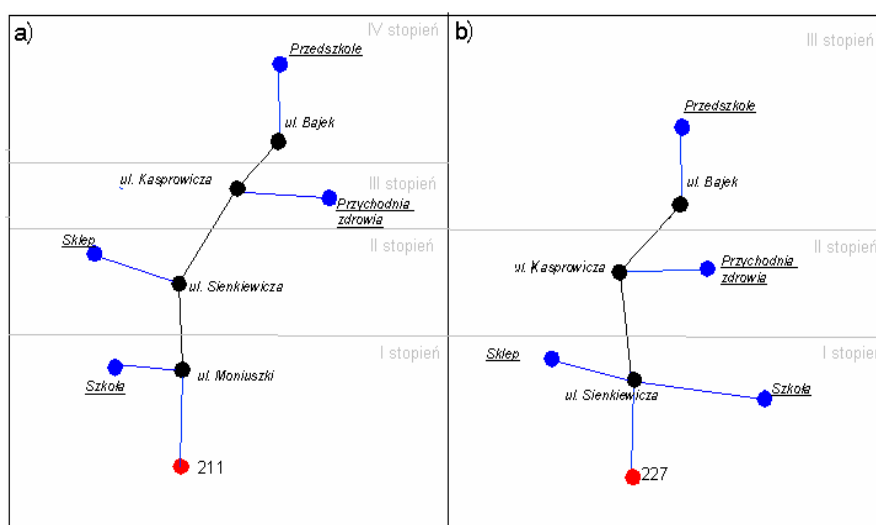 a)
IV stopień
Przedszkole
ul. Bajek
ul. Kasprowicza
III stopień
Przychodnia
zdrowia
Sklep
II stopień
ul. Sienkiewicza
I stopień
ul. Moniuszki
Szkoła
211
b)
III stopień
Przedszkole
ul. Bajek
II stopień
ul. Kasprowicza
Przychodnia
zdrowia
I stopień
Sklep
ul. Sienkiewicza
Szkoła
227